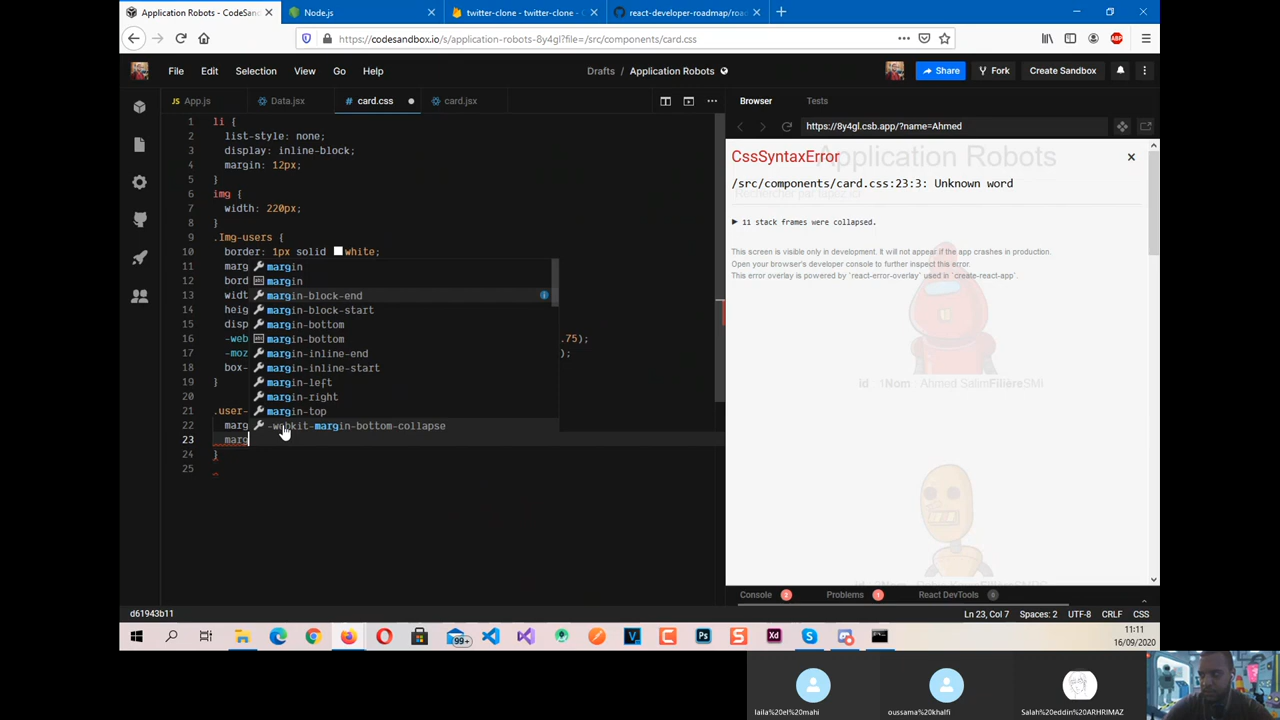 Application Robots - CodeSan
Node.js
twitter-clone - twitter-clone -
react-developer-roadmap/road
https://codesandbox.io/s/application-robots-8y4gl?file=/src/components/card.css
ABP
File Edit Selection View Go Help
Drafts / Application Robots
Share
Fork
Create Sandbox
JS App.js
Data.jsx
card.css
card.jsx
Browser
Tests
https://8y4gl.csb.app/?name=Ahmed
1 li {
2 list-style: none;
3 display: inline-block;
4 margin: 12px;
5 }
6 img {
7 width: 220px;
8 }
9 .Img-users {
10 border: 1px solid white;
11 marg
12 bord
13 widt
14 heig
15 disp
16 -web .75);
17 -moz );
18 box-
19 }
20
21 .user-
22 marg
23 marg
24 }
25
margin
margin
margin-block-end
margin-block-start
margin-bottom
margin-bottom
margin-inline-end
margin-inline-start
margin-left
margin-right
margin-top
-webkit-margin-bottom-collapse
Application Robots
CssSyntaxError
/src/components/card.css:23:3: Unknown word
11 stack frames were collapsed.
This screen is visible only in development. It will not appear if the app crashes in production.
Open your browser's developer console to further inspect this error.
This error overlay is powered by `react-error-overlay` used in `create-react-app`.
id 1Nom Ahmed SalimFilièreSMI
Console 2
Problems 1
React DevTools 0
d61943b11
Ln 23, Col 7 Spaces: 2 UTF-8 CRLF CSS
99+
11:11
16/09/2020
laila%20el%20mahi
oussama%20khalfi
Salah%20eddin%20ARHRIMAZ